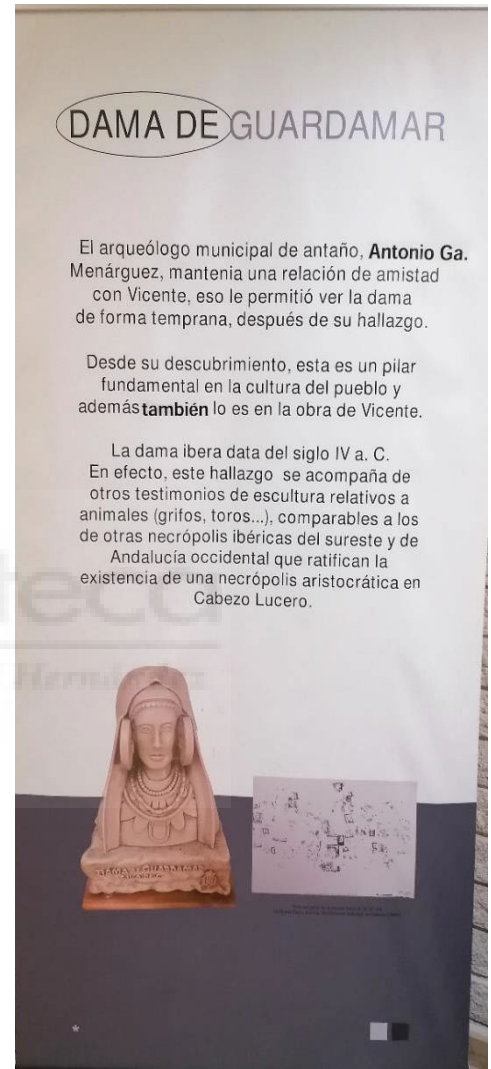 DAMA DE GUARDAMAR
El arqueólogo municipal de antaño, Antonio Ga.
Menárguez, mantenia una relación de amistad
con Vicente, eso le permitió ver la dama
de forma temprana, después de su hallazgo.
Desde su descubrimiento, esta es un pilar
fundamental en la cultura del pueblo y
además también lo es en la obra de Vicente.
La dama ibera data del siglo IV a. C.
En efecto, este hallazgo se acompaña de
otros testimonios de escultura relativos a
animales (grifos, toros...), comparables a los
de otras necrópolis ibéricas del sureste y de
Andalucía occidental que ratifican la
existencia de una necrópolis aristocrática en
Cabezo Lucero.
teca
Hernández
DAMA DE GUARDAMAR
*